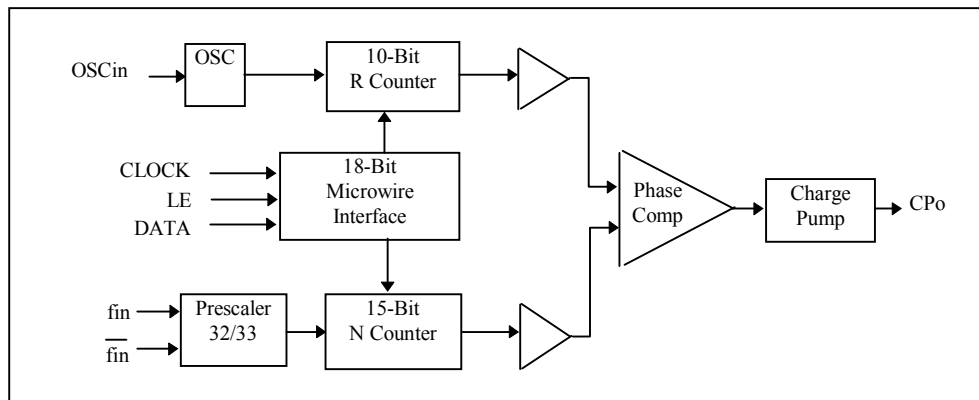 OSCin
OSC
10-Bit
R Counter
CLOCK
LE
DATA
18-Bit
Microwire
Interface
Phase
Comp
Charge
Pump
CPo
fin
f̅i̅n̅
Prescaler
32/33
15-Bit
N Counter